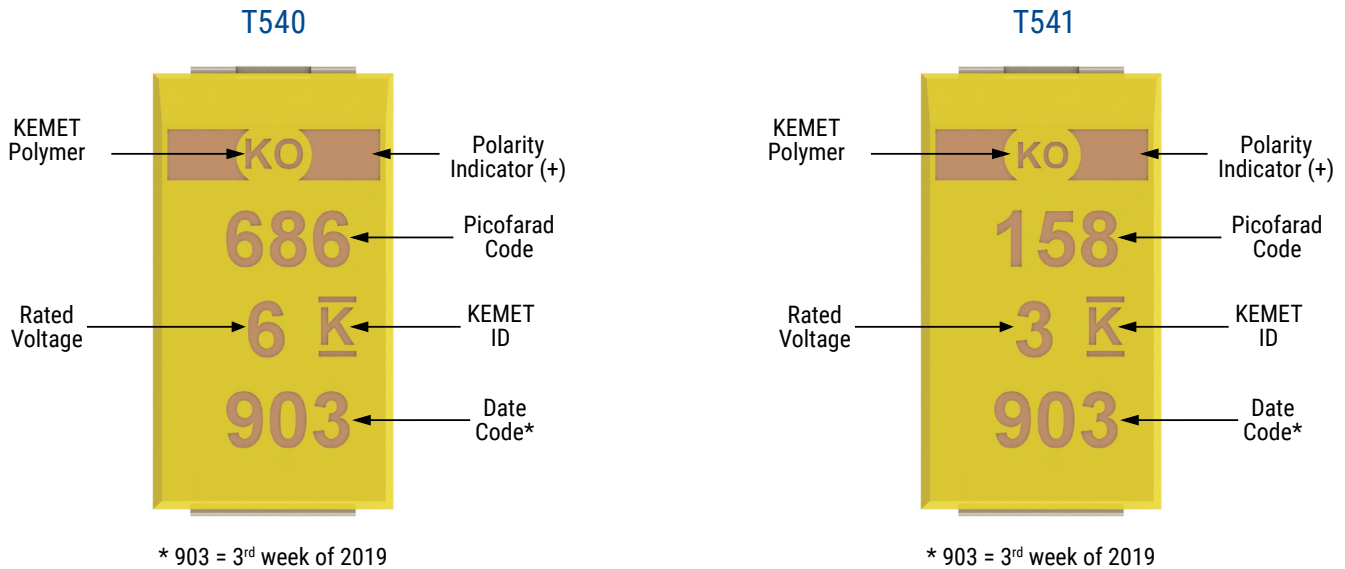 T540
KEMET
Polymer
KO
Polarity
Indicator (+)
686
Picofarad
Code
Rated
Voltage
6 K
KEMET
ID
903
Date
Code*
* 903 = 3rd week of 2019
T541
KEMET
Polymer
KO
Polarity
Indicator (+)
158
Picofarad
Code
Rated
Voltage
3 K
KEMET
ID
903
Date
Code*
* 903 = 3rd week of 2019